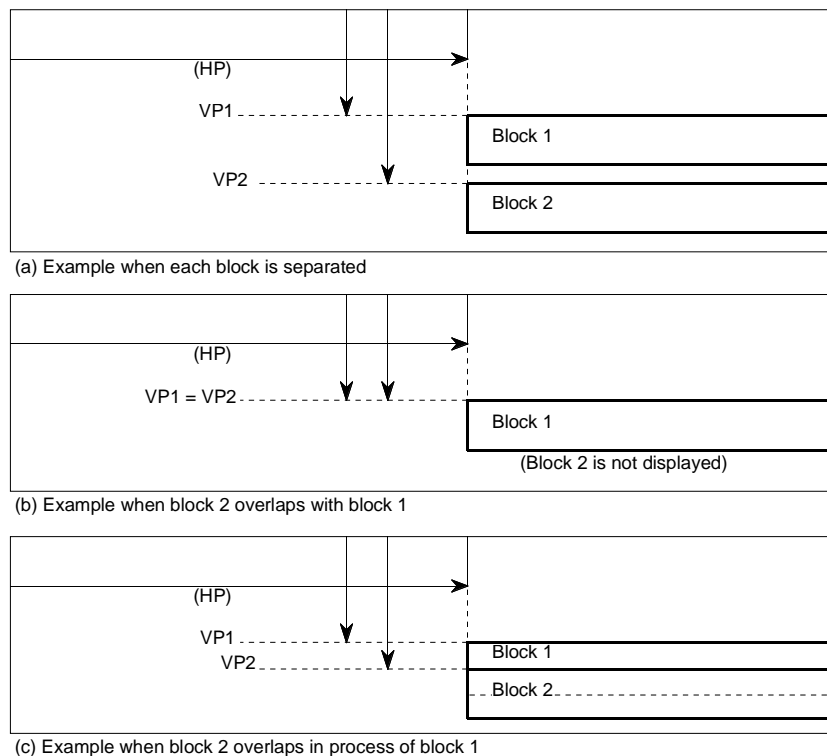 (HP)
VP1
Block 1
VP2
Block 2
(a) Example when each block is separated
(HP)
VP1 = VP2
Block 1
(Block 2 is not displayed)
(b) Example when block 2 overlaps with block 1
(HP)
VP1
Block 1
VP2
Block 2
(c) Example when block 2 overlaps in process of block 1